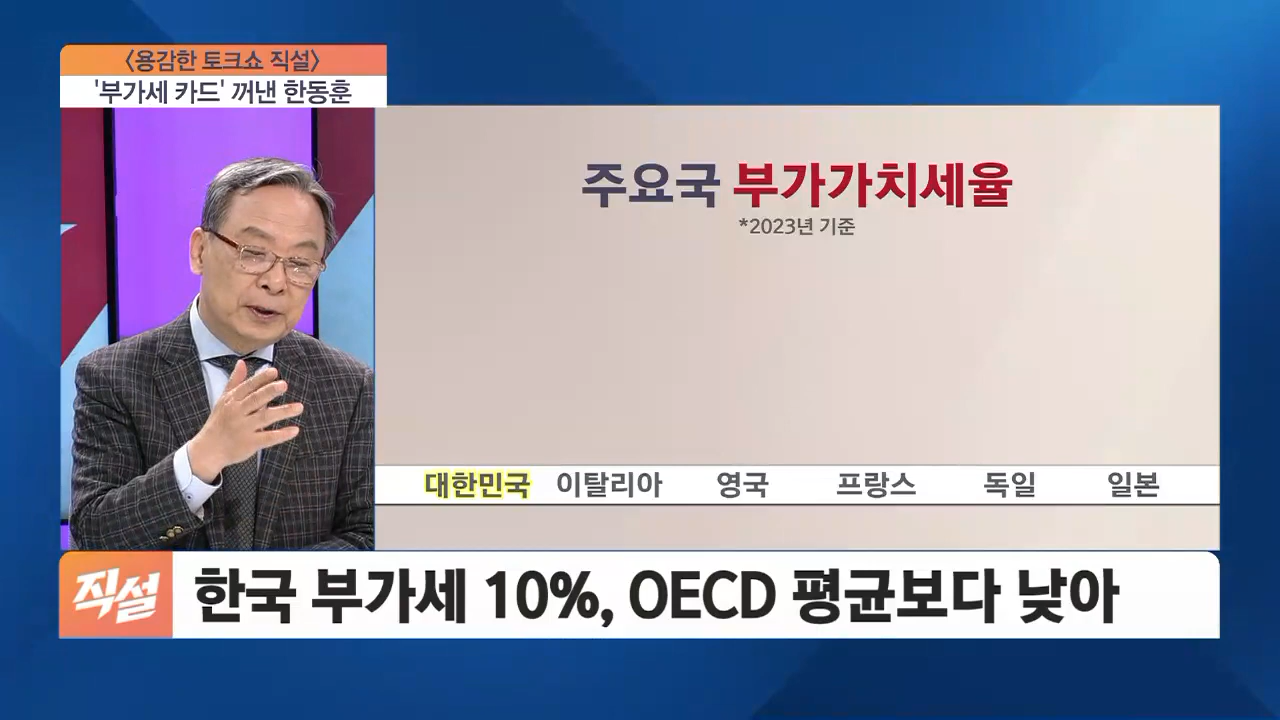 <용감한 토크쇼 직설>
'부가세 카드' 꺼낸 한동훈
주요국 부가가치세율
*2023년 기준
대한민국 이탈리아 영국 프랑스 독일 일본
직설 한국 부가세 10%, OECD 평균보다 낮아